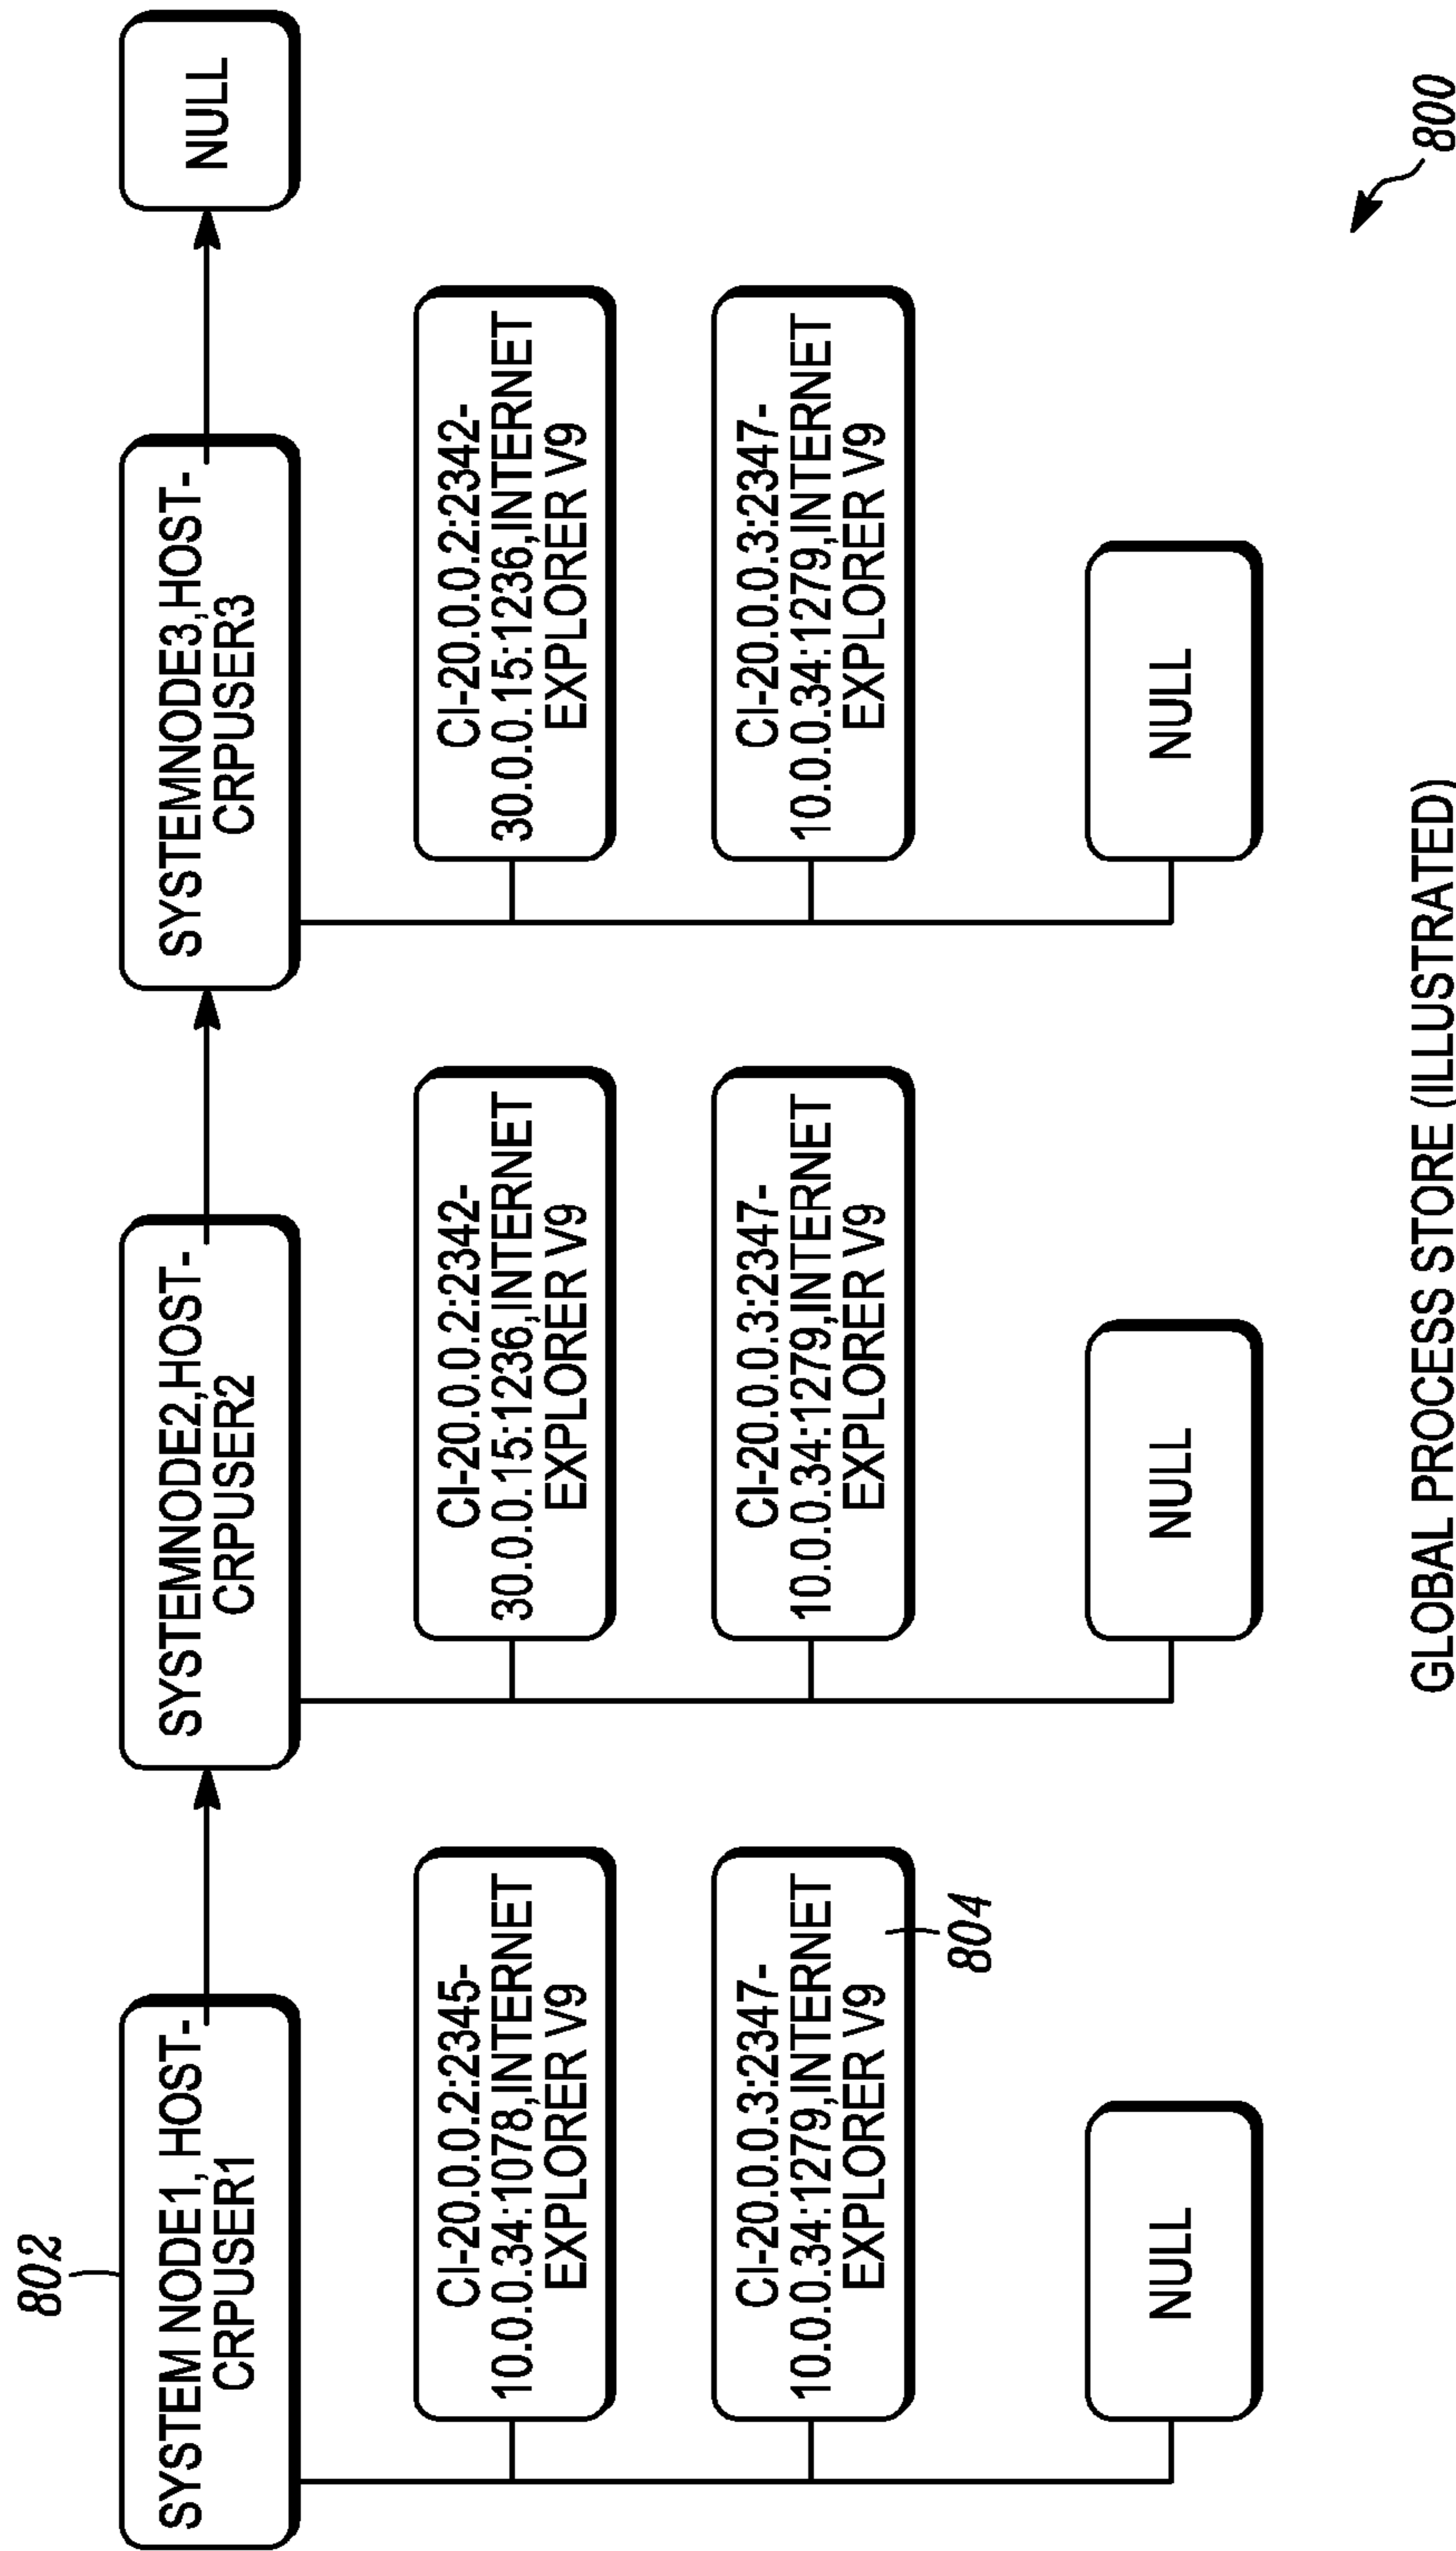 802
SYSTEM NODE1, HOST-
CRPUSER1
SYSTEMNODE2,HOST-
CRPUSER2
SYSTEMNODE3,HOST-
CRPUSER3
NULL
CI-20.0.0.2:2345-
10.0.0.34:1078,INTERNET
EXPLORER V9
CI-20.0.0.2:2342-
30.0.0.15:1236,INTERNET
EXPLORER V9
CI-20.0.0.2:2342-
30.0.0.15:1236,INTERNET
EXPLORER V9
CI-20.0.0.3:2347-
10.0.0.34:1279,INTERNET
EXPLORER V9
804
CI-20.0.0.3:2347-
10.0.0.34:1279,INTERNET
EXPLORER V9
CI-20.0.0.3:2347-
10.0.0.34:1279,INTERNET
EXPLORER V9
NULL
NULL
NULL
800
GLOBAL PROCESS STORE (ILLUSTRATED)